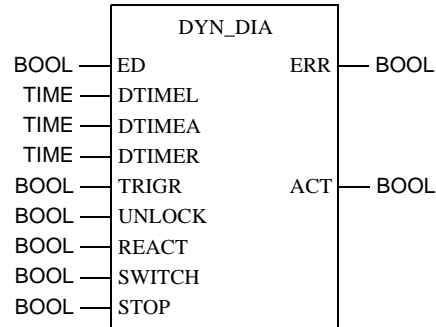 DYN_DIA
BOOL ED ERR BOOL
TIME DTIMEL
TIME DTIMEA
TIME DTIMER
BOOL TRIGR ACT BOOL
BOOL UNLOCK
BOOL REACT
BOOL SWITCH
BOOL STOP